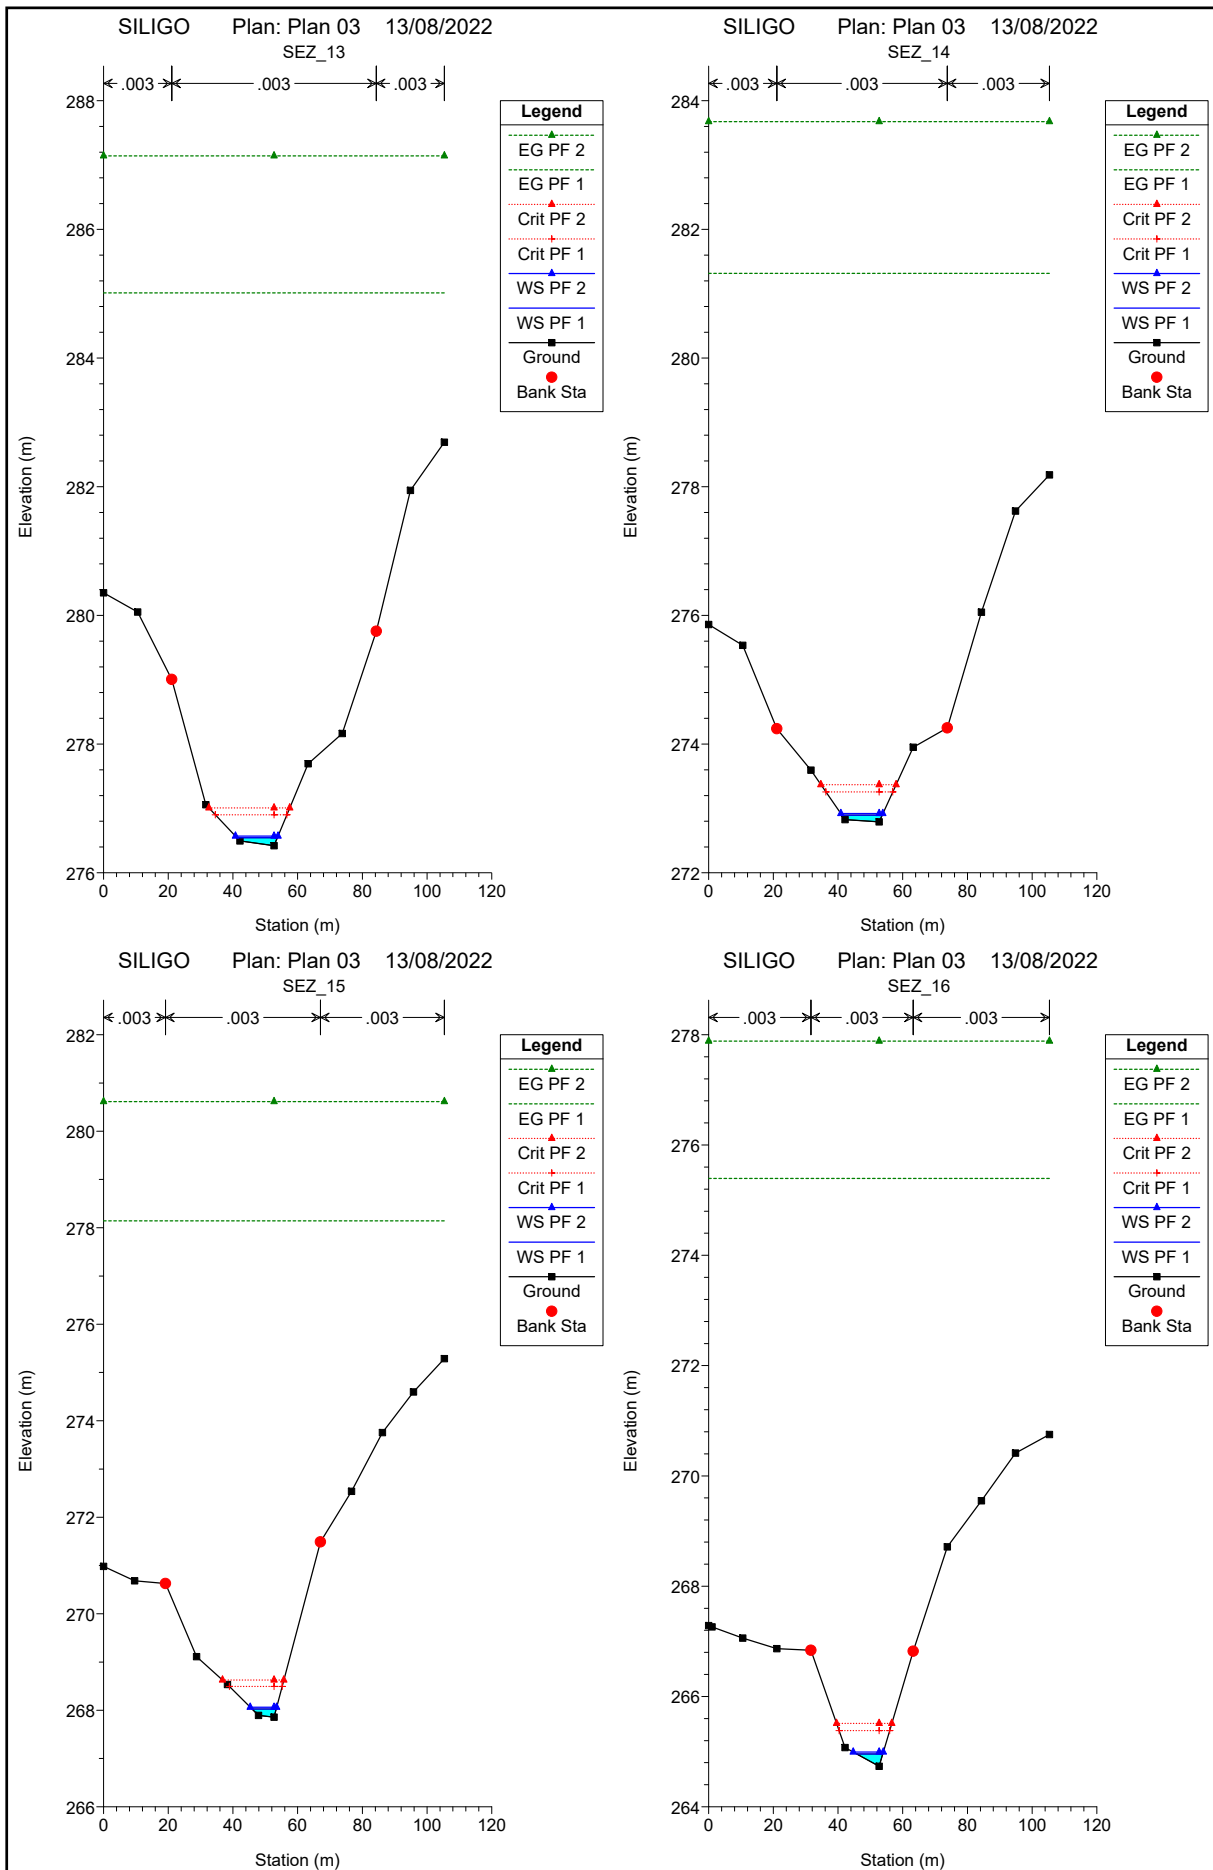 SILIGO Plan: Plan 03 13/08/2022
SEZ_13
.003 .003 .003
288
286
284
282
280
278
276
Elevation (m)
0 20 40 60 80 100 120
Station (m)
Legend
EG PF 2
EG PF 1
Crit PF 2
Crit PF 1
WS PF 2
WS PF 1
Ground
Bank Sta
SILIGO Plan: Plan 03 13/08/2022
SEZ_14
.003 .003 .003
284
282
280
278
276
274
272
Elevation (m)
0 20 40 60 80 100 120
Station (m)
Legend
EG PF 2
EG PF 1
Crit PF 2
Crit PF 1
WS PF 2
WS PF 1
Ground
Bank Sta
SILIGO Plan: Plan 03 13/08/2022
SEZ_15
.003 .003 .003
282
280
278
276
274
272
270
268
266
Elevation (m)
0 20 40 60 80 100 120
Station (m)
Legend
EG PF 2
EG PF 1
Crit PF 2
Crit PF 1
WS PF 2
WS PF 1
Ground
Bank Sta
SILIGO Plan: Plan 03 13/08/2022
SEZ_16
.003 .003 .003
278
276
274
272
270
268
266
264
Elevation (m)
0 20 40 60 80 100 120
Station (m)
Legend
EG PF 2
EG PF 1
Crit PF 2
Crit PF 1
WS PF 2
WS PF 1
Ground
Bank Sta